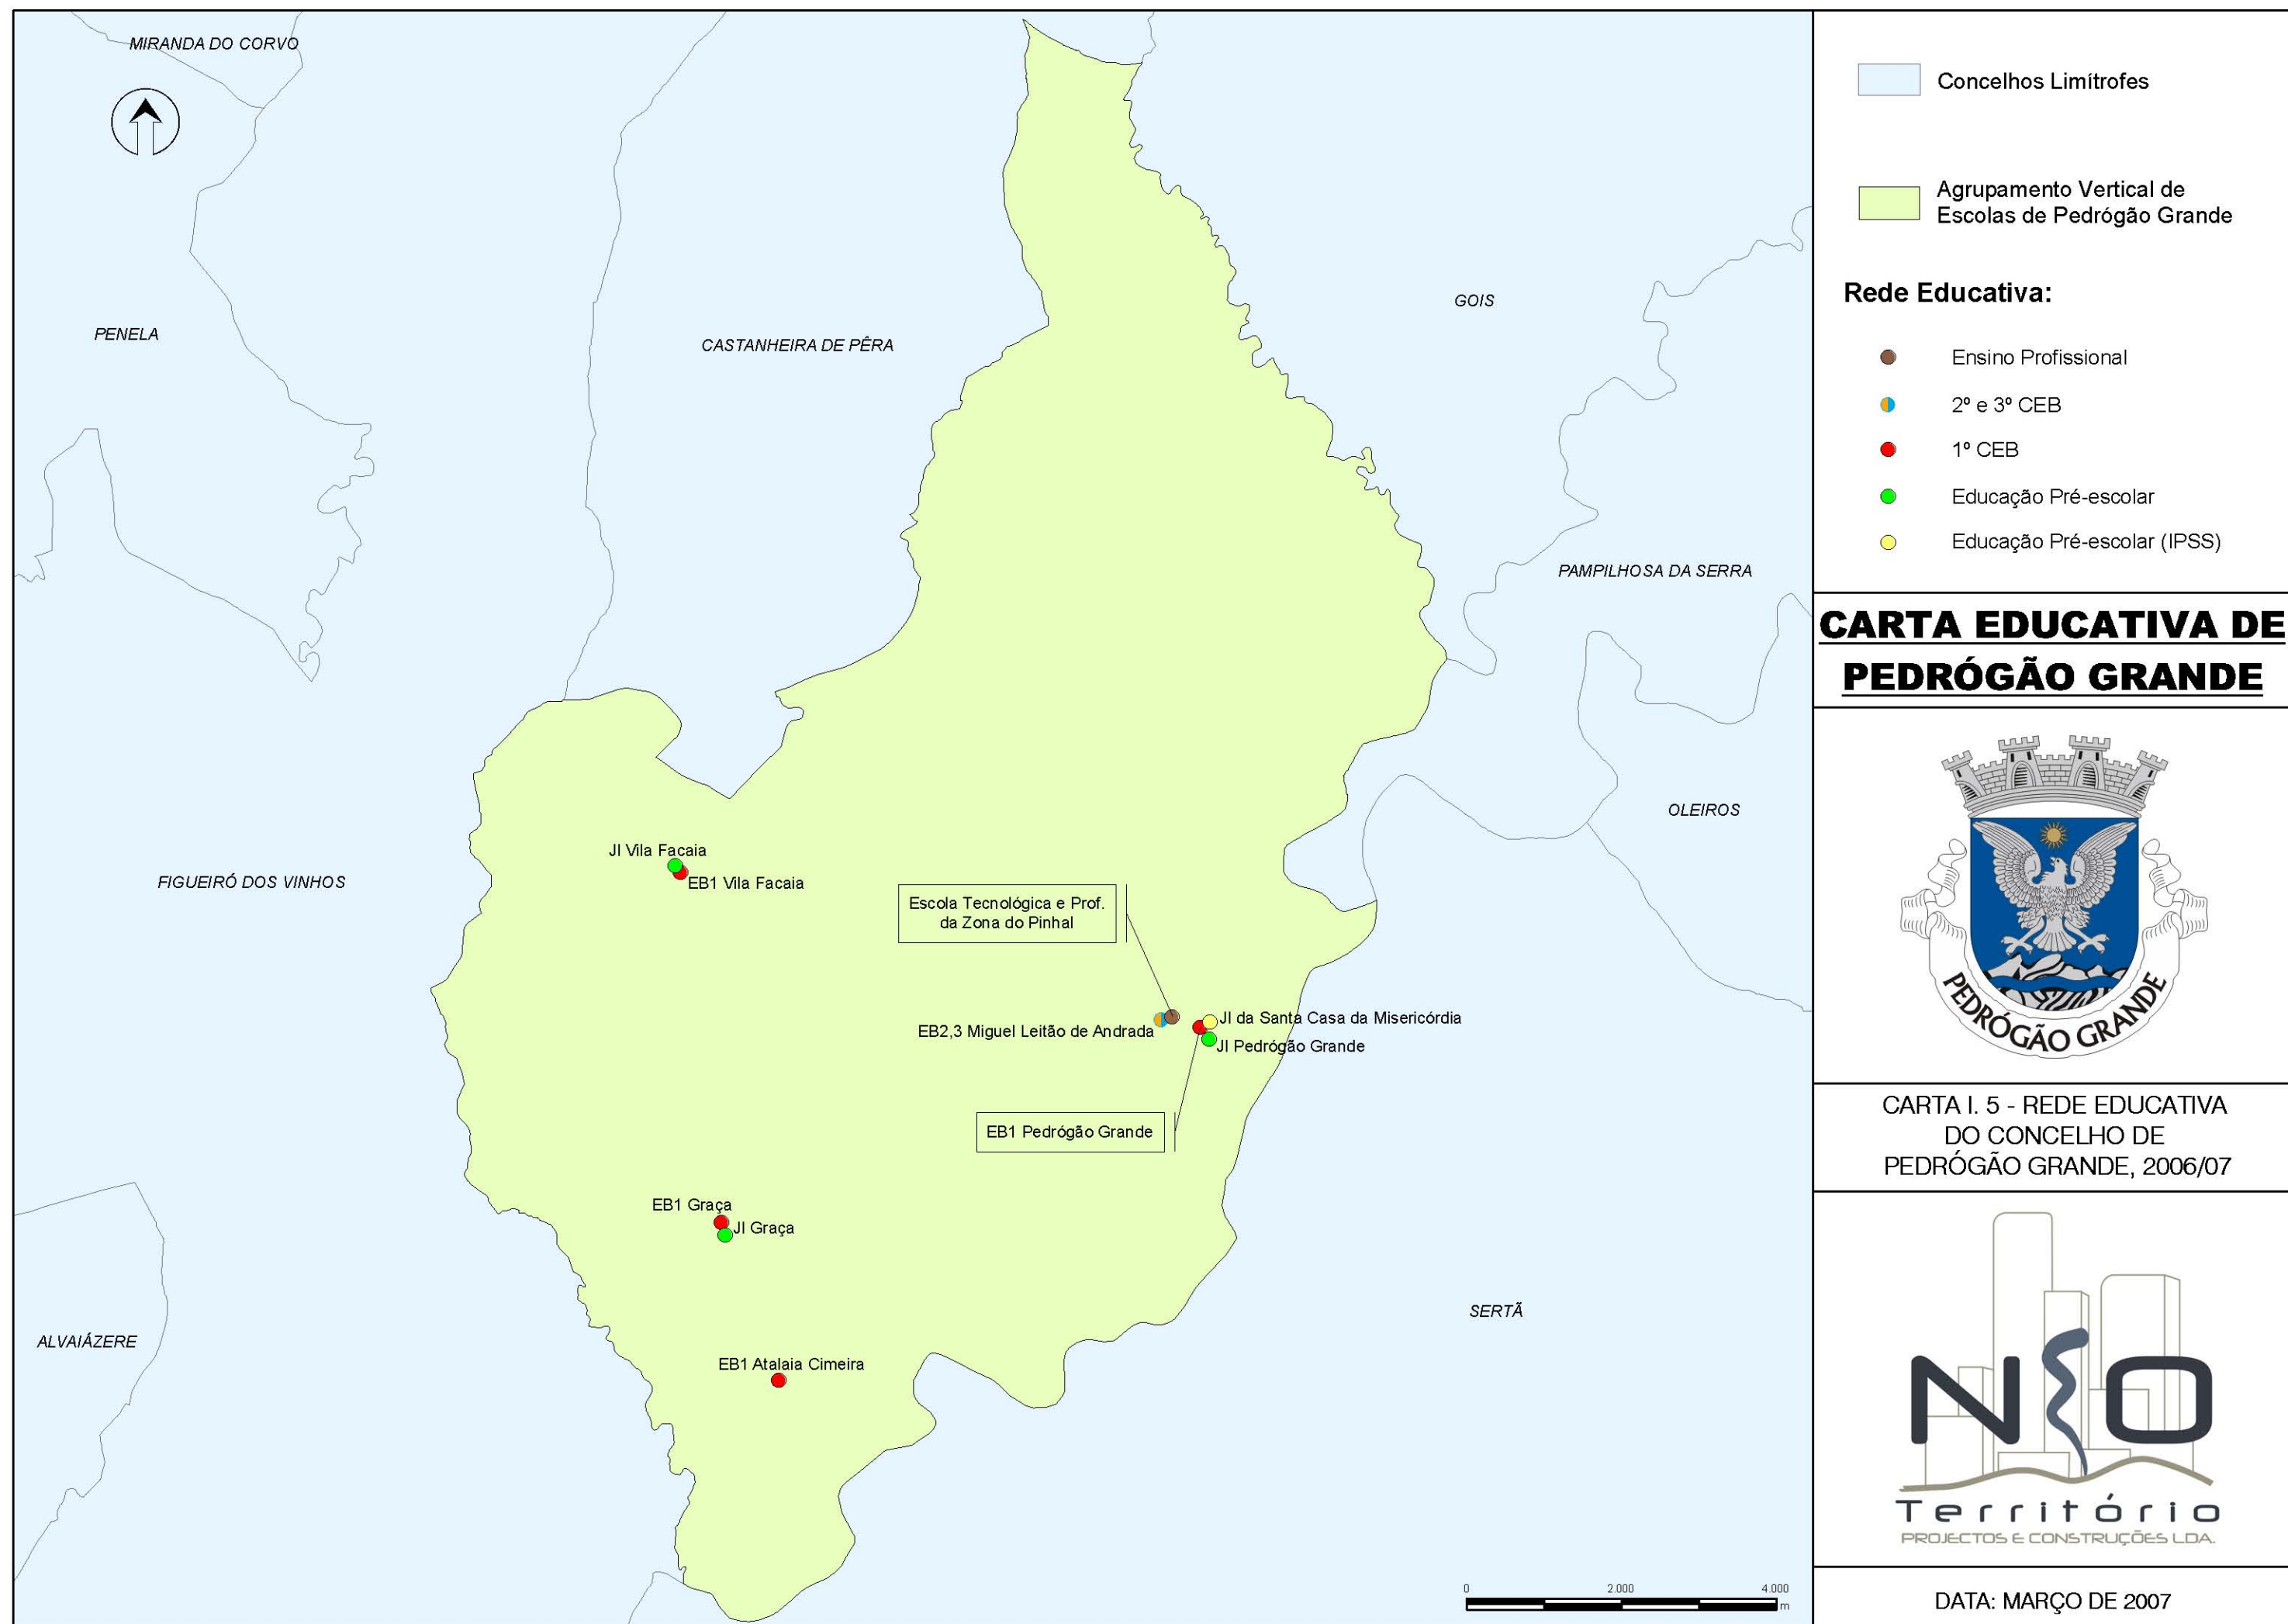 MIRANDA DO CORVO
PENELA
CASTANHEIRA DE PÊRA
GOIS
PAMPILHOSA DA SERRA
OLEIROS
FIGUEIRÓ DOS VINHOS
JI Vila Facaia
EB1 Vila Facaia
Escola Tecnológica e Prof.
da Zona do Pinhal
EB2,3 Miguel Leitão de Andrada
JI da Santa Casa da Misericórdia
JI Pedrógão Grande
EB1 Pedrógão Grande
EB1 Graça
JI Graça
SERTÃ
ALVAIÁZERE
EB1 Atalaia Cimeira
0 2.000 4.000
m
Concelhos Limítrofes
Agrupamento Vertical de
Escolas de Pedrógão Grande
Rede Educativa:
Ensino Profissional
2º e 3º CEB
1º CEB
Educação Pré-escolar
Educação Pré-escolar (IPSS)
CARTA EDUCATIVA DE
PEDRÓGÃO GRANDE
PEDRÓGÃO GRANDE
CARTA I. 5 - REDE EDUCATIVA
DO CONCELHO DE
PEDRÓGÃO GRANDE, 2006/07
NEO
Território
PROJECTOS E CONSTRUÇÕES LDA.
DATA: MARÇO DE 2007